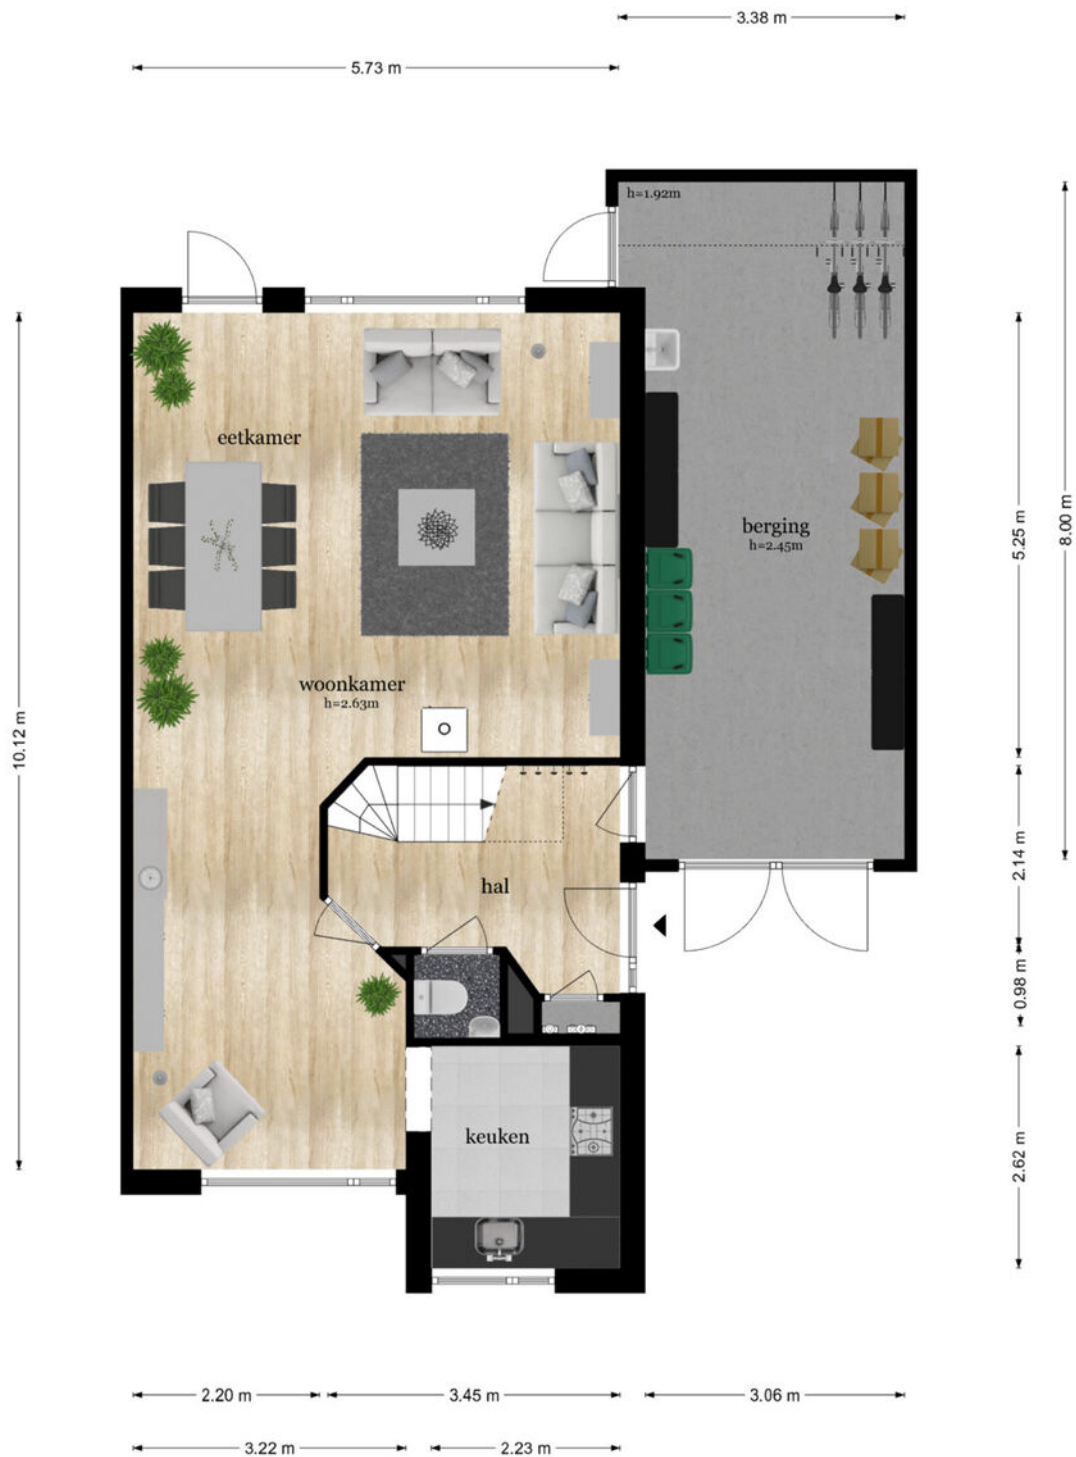 3.38 m
5.73 m
h=1.92m
eetkamer
berging
h=2.45m
5.25 m
8.00 m
woonkamer
h=2.63m
10.12 m
2.14 m
hal
0.98 m
keuken
2.62 m
2.20 m
3.45 m
3.06 m
3.22 m
2.23 m